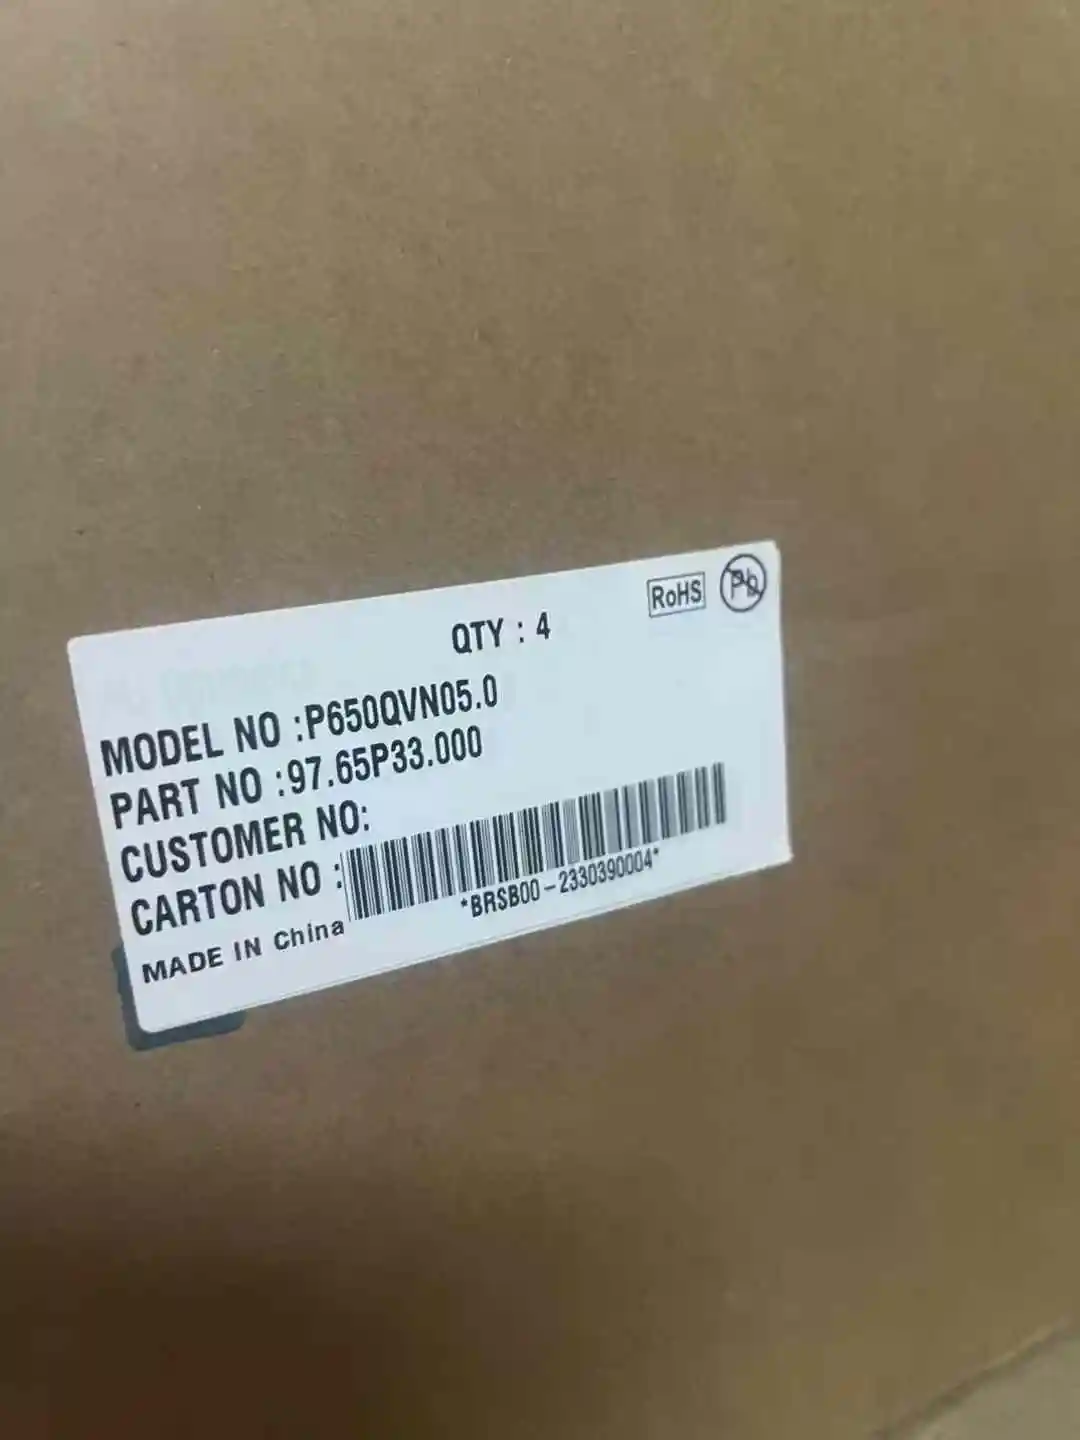 QTY : 4
RoHS
Pb
MODEL NO :P650QVN05.0
PART NO :97.65P33.000
CUSTOMER NO:
CARTON NO :
*BRSB00-2330390004*
MADE IN China